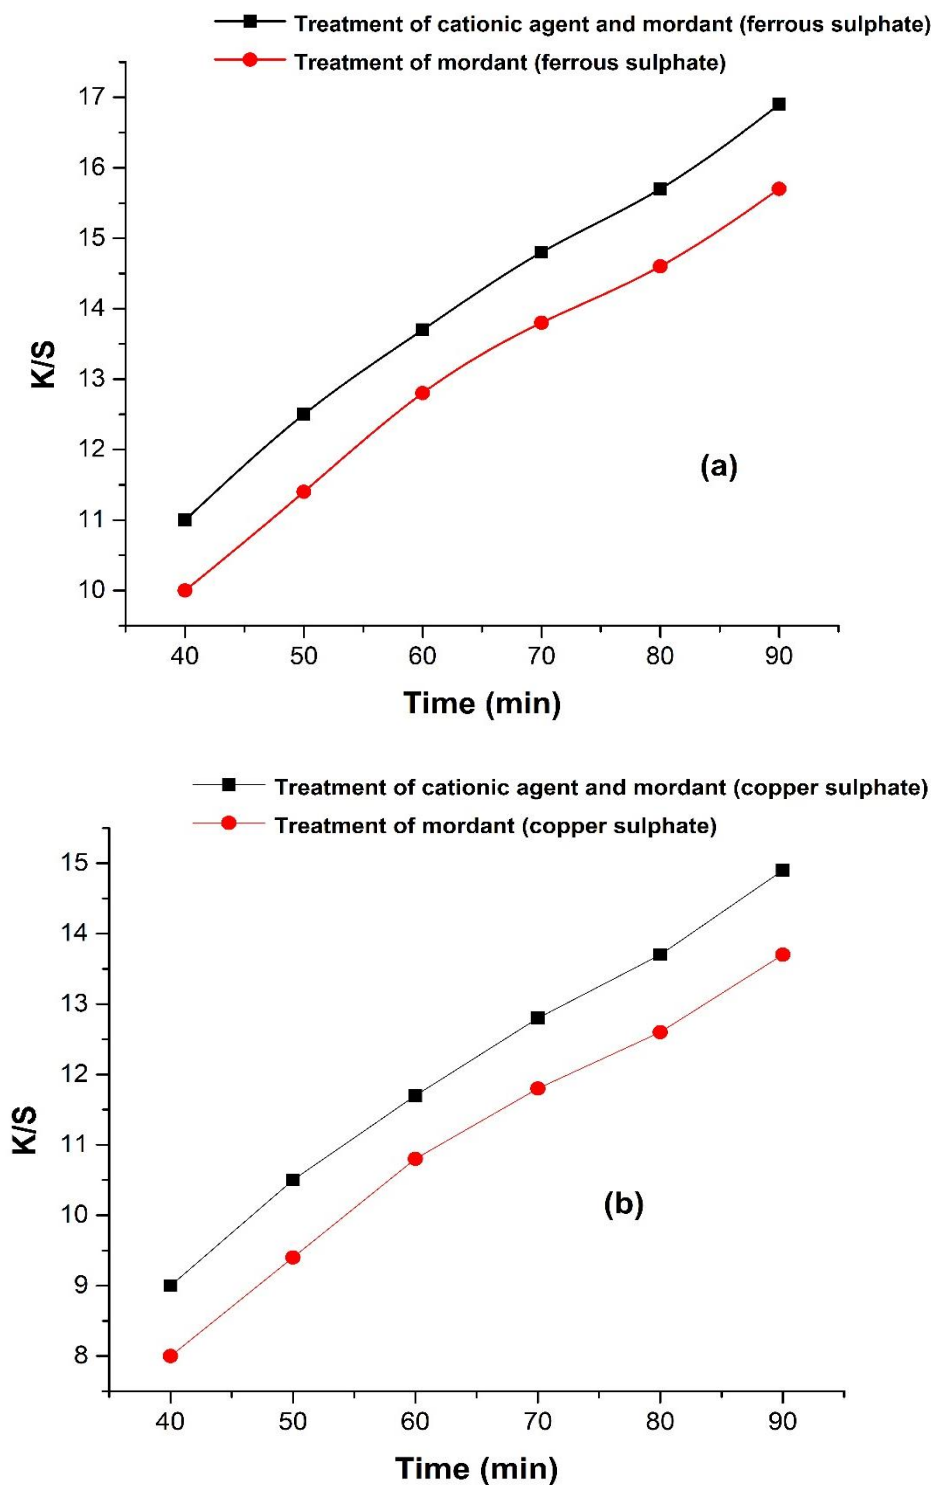 Treatment of cationic agent and mordant (ferrous sulphate)
Treatment of mordant (ferrous sulphate)
17
16
15
14
13
12
11
10
K/S
(a)
40 50 60 70 80 90
Time (min)
Treatment of cationic agent and mordant (copper sulphate)
Treatment of mordant (copper sulphate)
15
14
13
12
11
10
9
8
K/S
(b)
40 50 60 70 80 90
Time (min)